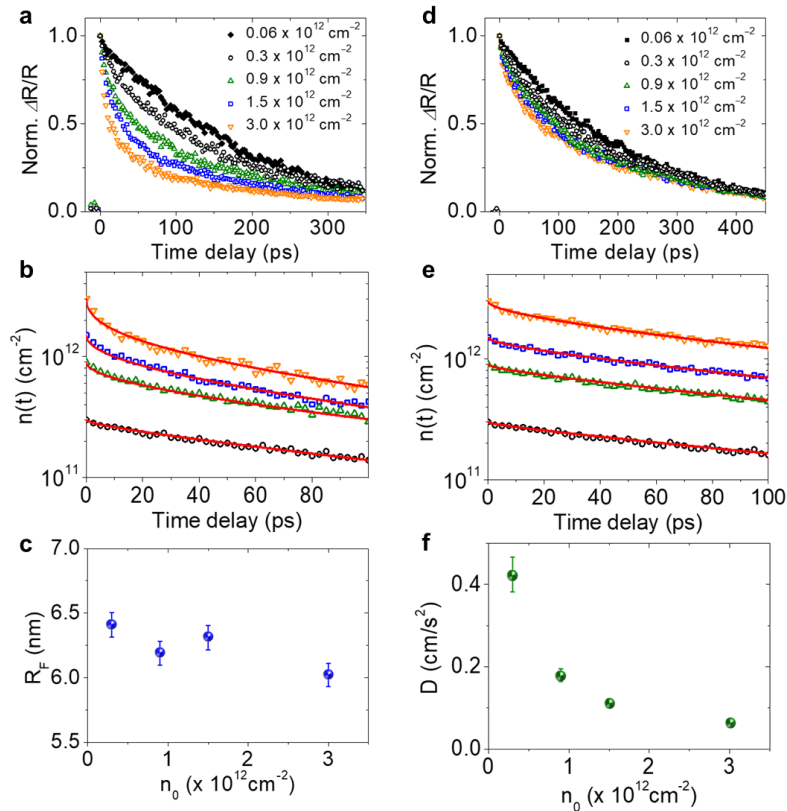 a
Norm. ΔR/R
1.0
0.5
0.0
0 100 200 300
Time delay (ps)
0.06 x 10¹² cm⁻²
0.3 x 10¹² cm⁻²
0.9 x 10¹² cm⁻²
1.5 x 10¹² cm⁻²
3.0 x 10¹² cm⁻²
d
Norm. ΔR/R
1.0
0.5
0.0
0 100 200 300 400
Time delay (ps)
0.06 x 10¹² cm⁻²
0.3 x 10¹² cm⁻²
0.9 x 10¹² cm⁻²
1.5 x 10¹² cm⁻²
3.0 x 10¹² cm⁻²
b
n(t) (cm⁻²)
10¹²
10¹¹
0 20 40 60 80
Time delay (ps)
e
n(t) (cm⁻²)
10¹²
10¹¹
0 20 40 60 80 100
Time delay (ps)
c
R_F (nm)
7.0
6.5
6.0
5.5
0 1 2 3
n₀ (x 10¹²cm⁻²)
f
D (cm/s²)
0.4
0.2
0.0
0 1 2 3
n₀ (x 10¹²cm⁻²)